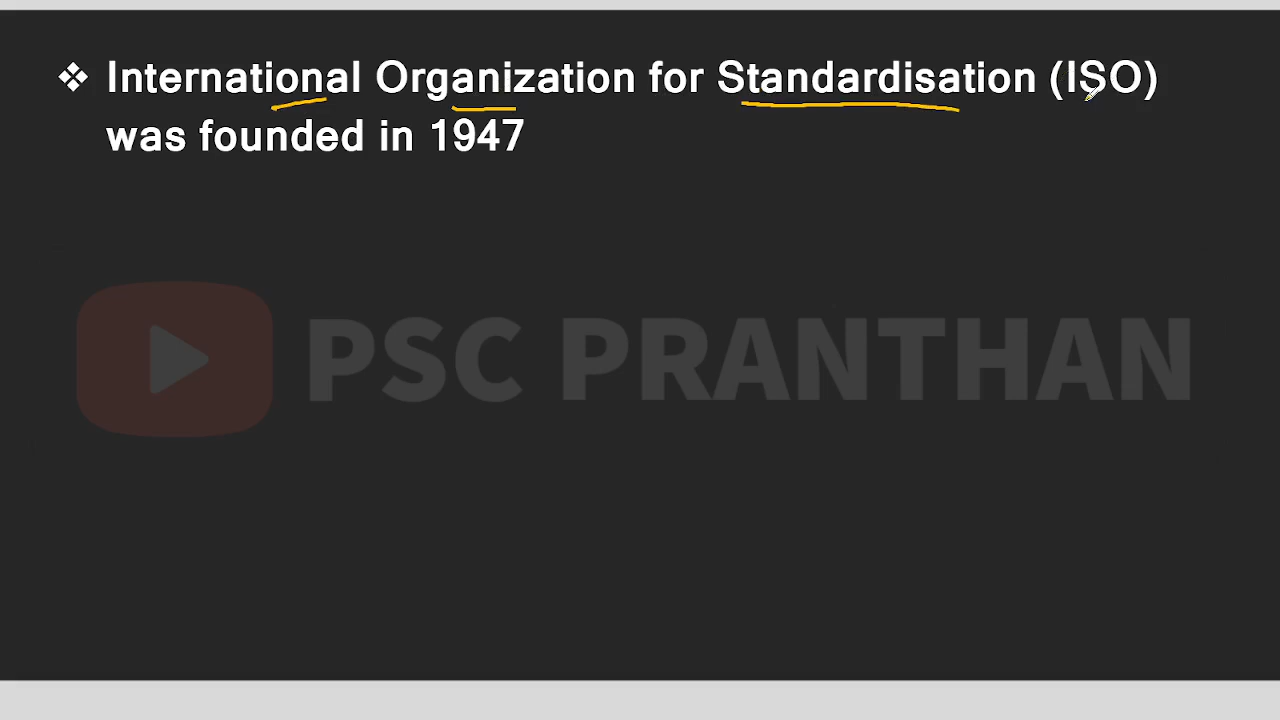 ❖ International Organization for Standardisation (ISO)
was founded in 1947
PSC PRANTHAN